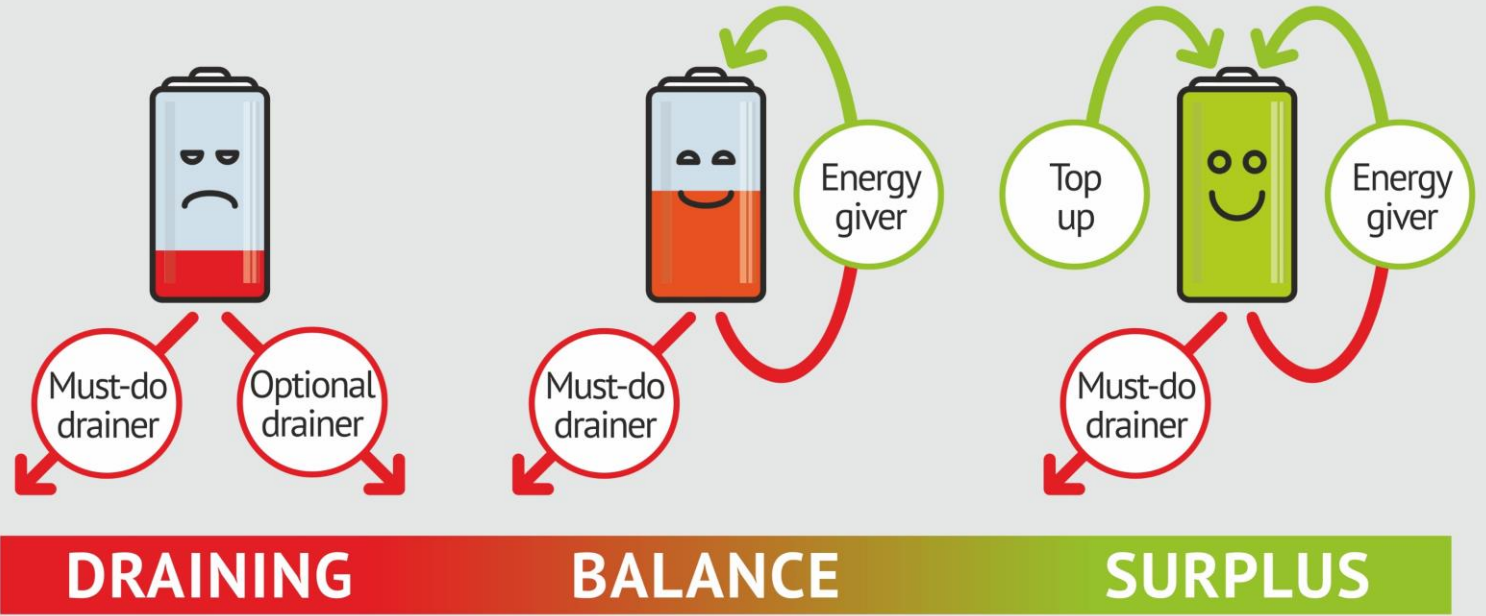 Energy
giver
Top
up
Energy
giver
Must-do
drainer
Optional
drainer
Must-do
drainer
Must-do
drainer
DRAINING
BALANCE
SURPLUS